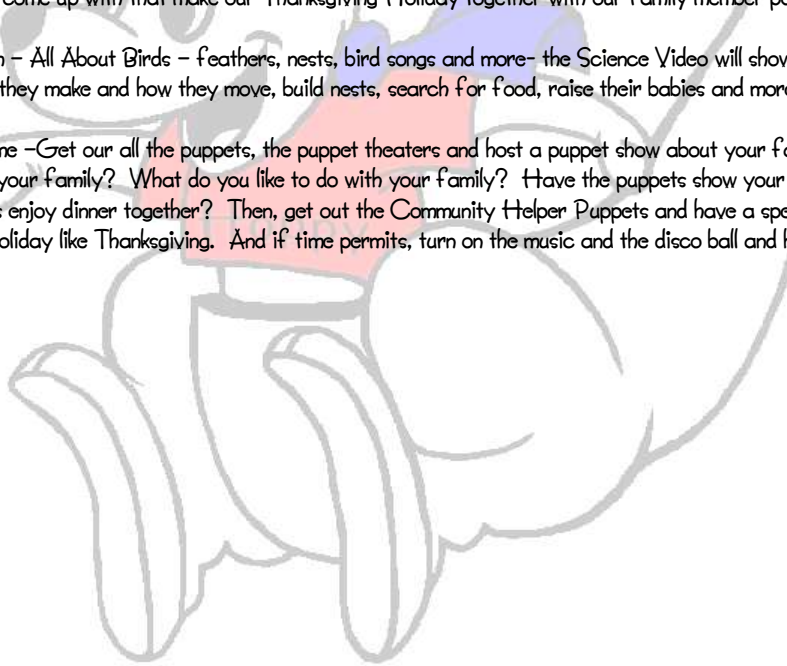 come up with that make our Thanksgiving Holiday together with our Family member
– All About Birds – feathers, nests, bird songs and more- the Science Video will show
they make and how they move, build nests, search for food, raise their babies and more
–Get our all the puppets, the puppet theaters and host a puppet show about your
your family? What do you like to do with your family? Have the puppets show your
enjoy dinner together? Then, get out the Community Helper Puppets and have a
like Thanksgiving. And if time permits, turn on the music and the disco ball and